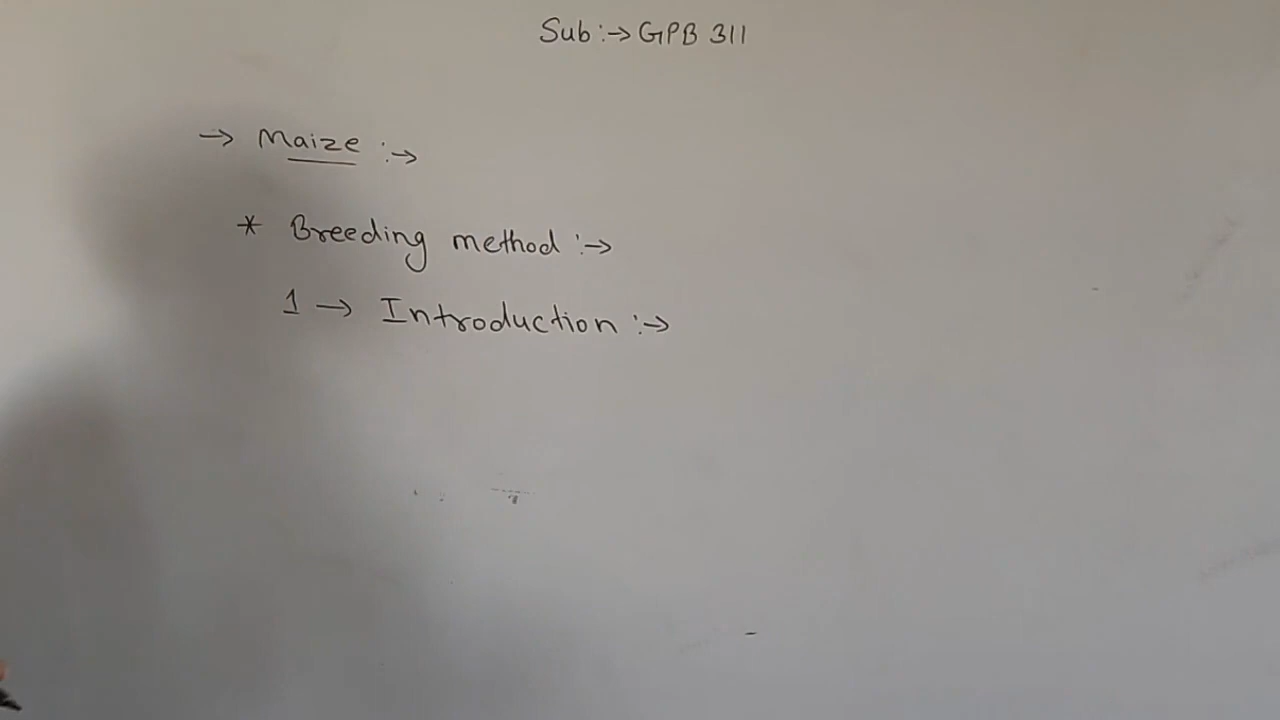 Sub :→ GPB 311
→ Maize :→
* Breeding method :→
1 → Introduction :→